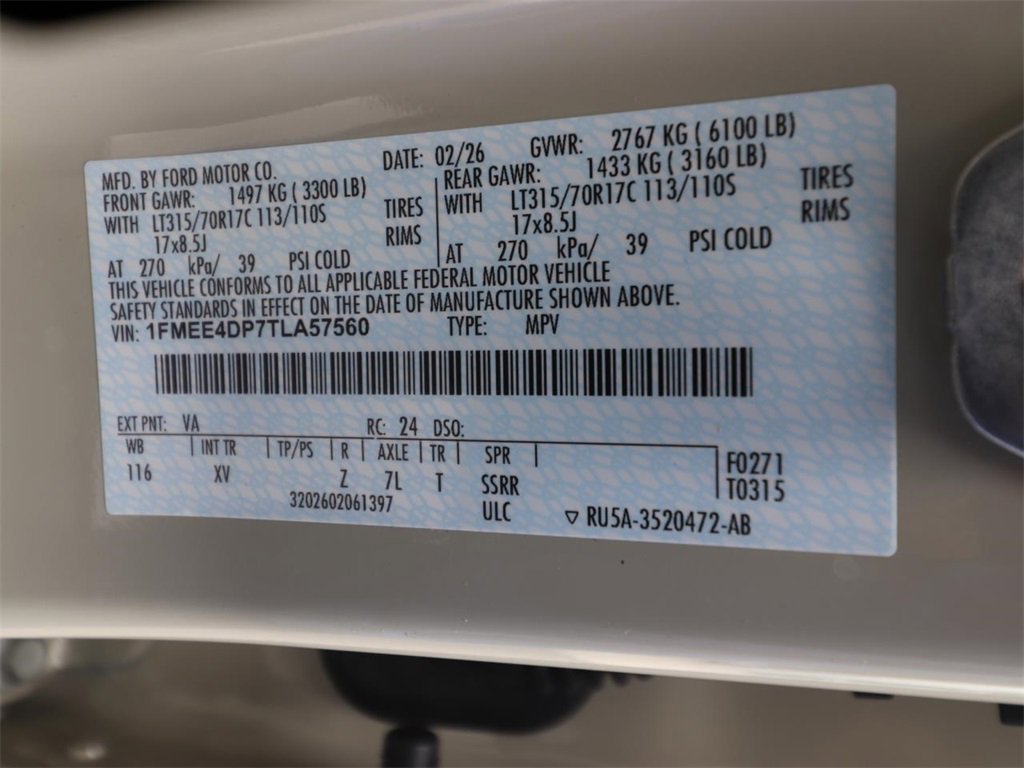 MFD. BY FORD MOTOR CO. DATE: 02/26 GVWR: 2767 KG ( 6100 LB)
FRONT GAWR: 1497 KG ( 3300 LB) REAR GAWR: 1433 KG ( 3160 LB)
WITH LT315/70R17C 113/110S TIRES WITH LT315/70R17C 113/110S TIRES
17x8.5J RIMS 17x8.5J RIMS
AT 270 kPa/ 39 PSI COLD AT 270 kPa/ 39 PSI COLD
THIS VEHICLE CONFORMS TO ALL APPLICABLE FEDERAL MOTOR VEHICLE
SAFETY STANDARDS IN EFFECT ON THE DATE OF MANUFACTURE SHOWN ABOVE.
VIN: 1FMEE4DP7TLA57560 TYPE: MPV
EXT PNT: VA RC: 24 DSO:
WB INT TR TP/PS R AXLE TR SPR
116 XV Z 7L T SSRR
F0271
T0315
3202602061397 ULC ▽ RU5A-3520472-AB